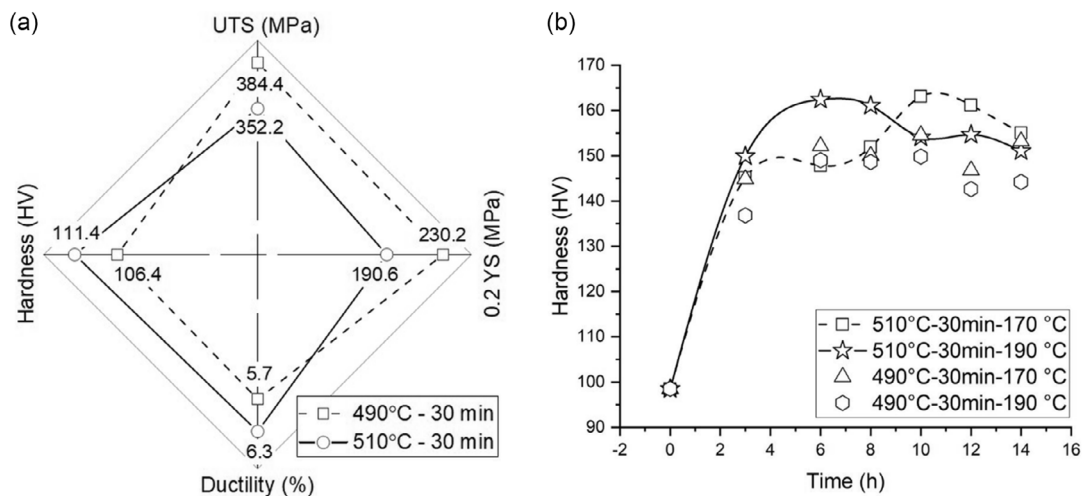 (a)
UTS (MPa)
384.4
352.2
Hardness (HV)
111.4
106.4
230.2
190.6
0.2 YS (MPa)
5.7
6.3
Ductility (%)
490°C - 30 min
510°C - 30 min
(b)
Hardness (HV)
170
160
150
140
130
120
110
100
90
-2 0 2 4 6 8 10 12 14 16
Time (h)
510°C-30min-170 °C
510°C-30min-190 °C
490°C-30min-170 °C
490°C-30min-190 °C